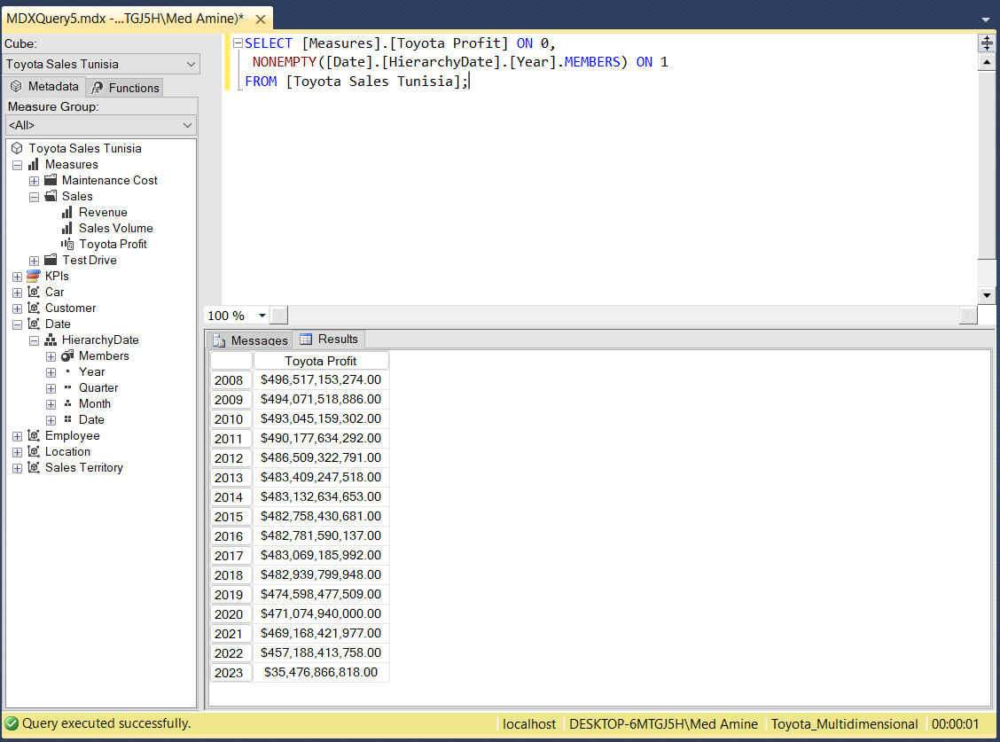 MDXQuery5.mdx -...TGJ5H\Med Amine)*
Cube:
Toyota Sales Tunisia
Metadata
Functions
Measure Group:
<All>
Toyota Sales Tunisia
Measures
Maintenance Cost
Sales
Revenue
Sales Volume
Toyota Profit
Test Drive
KPIs
Car
Customer
Date
HierarchyDate
Members
Year
Quarter
Month
Date
Employee
Location
Sales Territory
SELECT [Measures].[Toyota Profit] ON 0,
NONEMPTY([Date].[HierarchyDate].[Year].MEMBERS) ON 1
FROM [Toyota Sales Tunisia];
100 %
Messages
Results
Toyota Profit
2008 $496,517,153,274.00
2009 $494,071,518,886.00
2010 $493,045,159,302.00
2011 $490,177,634,292.00
2012 $486,509,322,791.00
2013 $483,409,247,518.00
2014 $483,132,634,653.00
2015 $482,758,430,681.00
2016 $482,781,590,137.00
2017 $483,069,185,992.00
2018 $482,939,799,948.00
2019 $474,598,477,509.00
2020 $471,074,940,000.00
2021 $469,168,421,977.00
2022 $457,188,413,758.00
2023 $35,476,866,818.00
Query executed successfully.
localhost
DESKTOP-6MTGJ5H\Med Amine
Toyota_Multidimensional
00:00:01